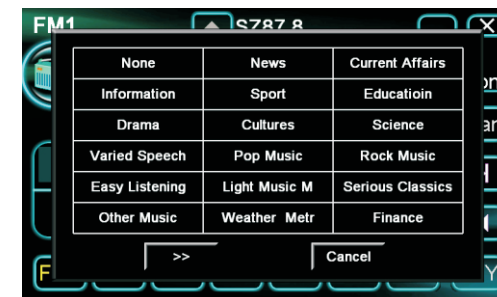 FM1 SZ87.8
None News Current Affairs
Information Sport Educatioin
Drama Cultures Science
Varied Speech Pop Music Rock Music
Easy Listening Light Music M Serious Classics
Other Music Weather Metr Finance
>> Cancel